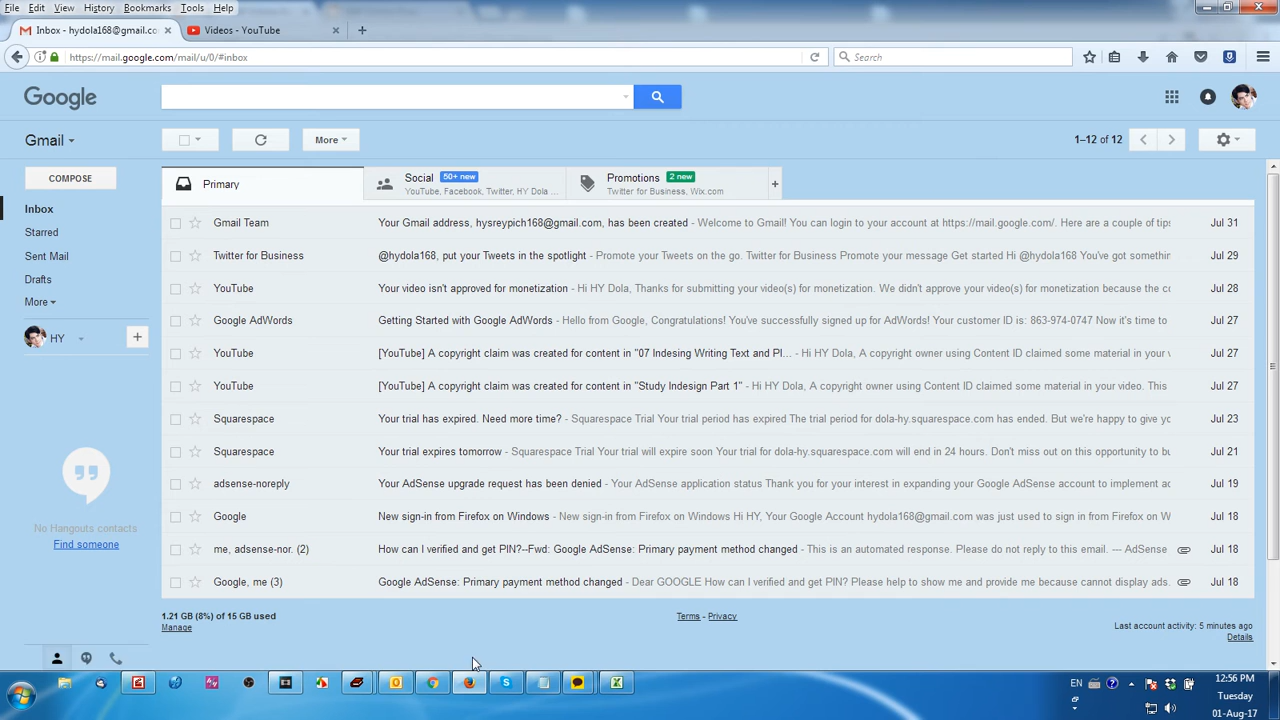 File Edit View History Bookmarks Tools Help
Inbox - hydola168@gmail.co
Videos - YouTube
https://mail.google.com/mail/u/0/#inbox
Search
Google
Gmail
More
1–12 of 12
COMPOSE
Inbox
Starred
Sent Mail
Drafts
More
HY
No Hangouts contacts
Find someone
Primary
Social 50+ new
YouTube, Facebook, Twitter, HY Dola ...
Promotions 2 new
Twitter for Business, Wix.com
Gmail Team Your Gmail address, hysreypich168@gmail.com, has been created - Welcome to Gmail! You can login to your account at https://mail.google.com/. Here are a couple of tips Jul 31
Twitter for Business @hydola168, put your Tweets in the spotlight - Promote your Tweets on the go. Twitter for Business Promote your message Get started Hi @hydola168 You've got somethin Jul 29
YouTube Your video isn't approved for monetization - Hi HY Dola, Thanks for submitting your video(s) for monetization. We didn't approve your video(s) for monetization because the co Jul 28
Google AdWords Getting Started with Google AdWords - Hello from Google, Congratulations! You've successfully signed up for AdWords! Your customer ID is: 863-974-0747 Now it's time to Jul 27
YouTube [YouTube] A copyright claim was created for content in "07 Indesing Writing Text and Pl... - Hi HY Dola, A copyright owner using Content ID claimed some material in your v Jul 27
YouTube [YouTube] A copyright claim was created for content in "Study Indesign Part 1" - Hi HY Dola, A copyright owner using Content ID claimed some material in your video. This Jul 27
Squarespace Your trial has expired. Need more time? - Squarespace Trial Your trial period has expired The trial period for dola-hy.squarespace.com has ended. But we're happy to give yo Jul 23
Squarespace Your trial expires tomorrow - Squarespace Trial Your trial will expire soon Your trial for dola-hy.squarespace.com will end in 24 hours. Don't miss out on this opportunity to bu Jul 21
adsense-noreply Your AdSense upgrade request has been denied - Your AdSense application status Thank you for your interest in expanding your Google AdSense account to implement ad Jul 19
Google New sign-in from Firefox on Windows - New sign-in from Firefox on Windows Hi HY, Your Google Account hydola168@gmail.com was just used to sign in from Firefox on Windows. Jul 18
me, adsense-nor. (2) How can I verified and get PIN?--Fwd: Google AdSense: Primary payment method changed - This is an automated response. Please do not reply to this email. --- AdSense Jul 18
Google, me (3) Google AdSense: Primary payment method changed - Dear GOOGLE How can I verified and get PIN? Please help to show me and provide me because cannot display ads. Jul 18
1.21 GB (8%) of 15 GB used
Manage
Terms - Privacy
Last account activity: 5 minutes ago
Details
EN
12:56 PM
Tuesday
01-Aug-17